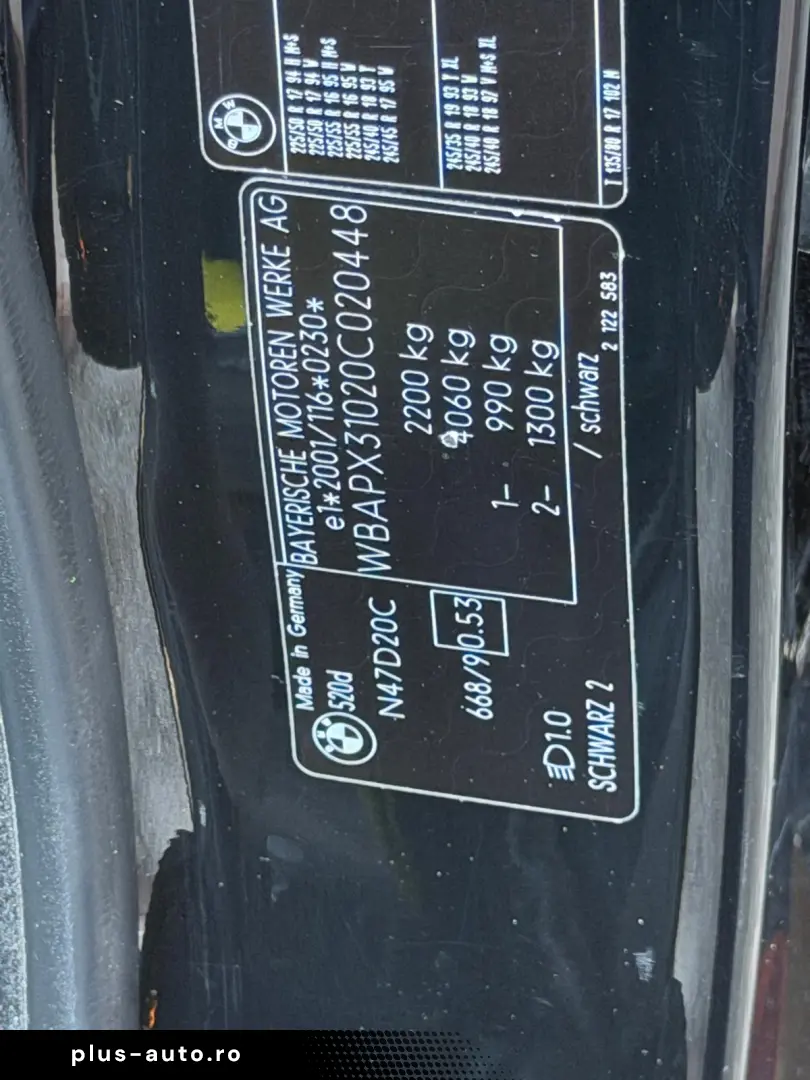 BMW
225/50 R 17 94 H M+S
225/50 R 17 94 W
225/55 R 16 95 H M+S
225/55 R 16 95 W
245/40 R 18 93 Y
245/45 R 17 95 W
245/35 R 19 93 Y XL
245/40 R 18 93 W
245/40 R 18 97 V M+S XL
T 135/80 R 17 102 M
Made in Germany
BAYERISCHE MOTOREN WERKE AG
520d
e1*2001/116*0230*
N47D20C
WBAPX31020C020448
2200 kg
668/9
0.53
4060 kg
1- 990 kg
2- 1300 kg
1.0
SCHWARZ 2
/ schwarz
2 122 583
plus-auto.ro